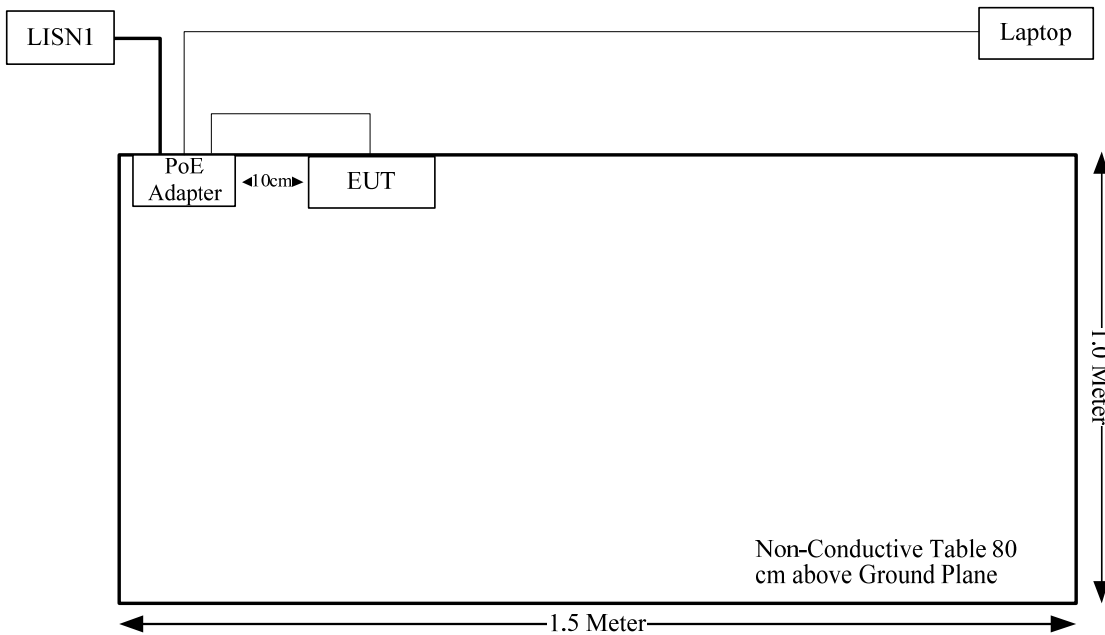 LISN1
Laptop
PoE
Adapter
10cm
EUT
1.0 Meter
Non-Conductive Table 80
cm above Ground Plane
1.5 Meter